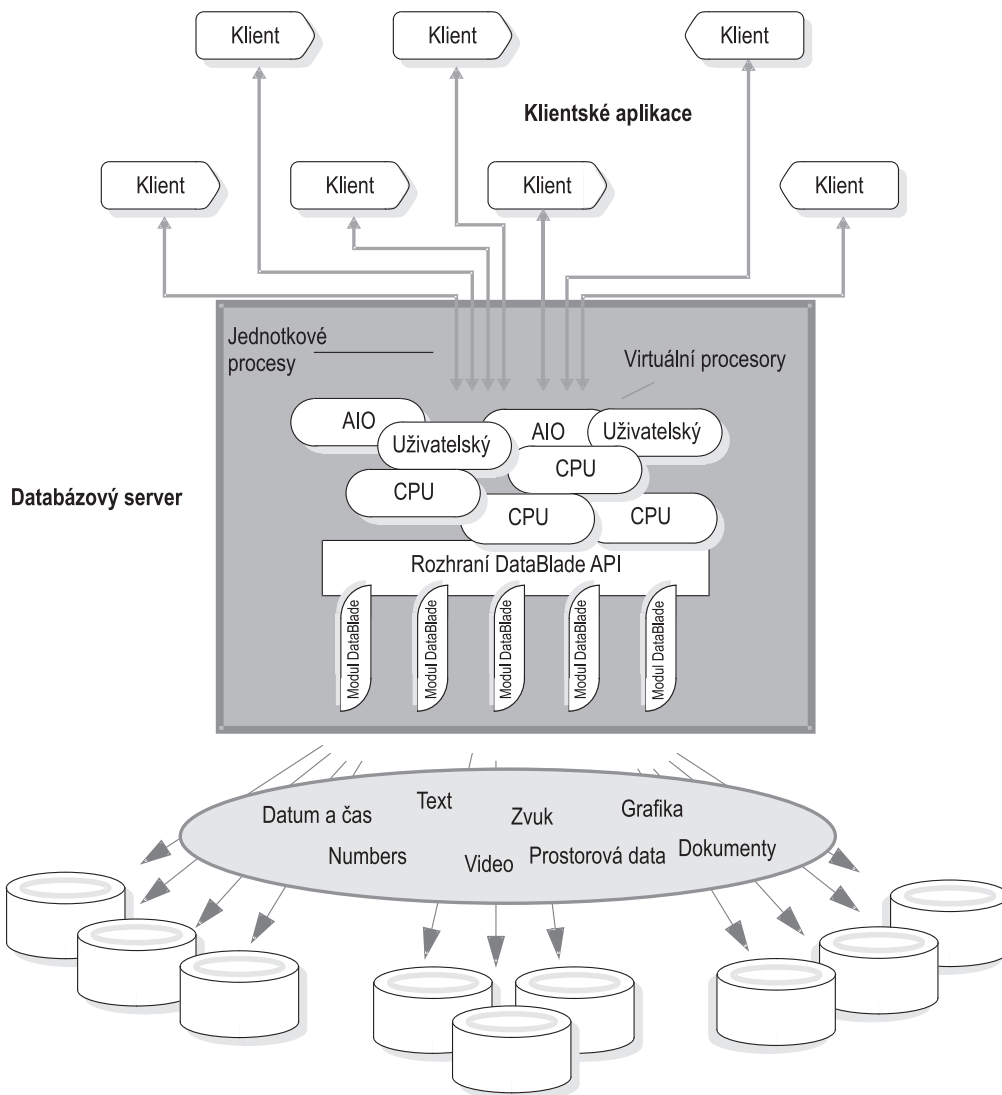 Klient
Klient
Klient
Klientské aplikace
Klient
Klient
Klient
Klient
Jednotkové
procesy
Virtuální procesory
AIO
Uživatelský
AIO
Uživatelský
CPU
CPU
CPU
CPU
Databázový server
Rozhraní DataBlade API
Modul DataBlade
Modul DataBlade
Modul DataBlade
Modul DataBlade
Modul DataBlade
Datum a čas
Text
Zvuk
Grafika
Numbers
Video
Prostorová data
Dokumenty